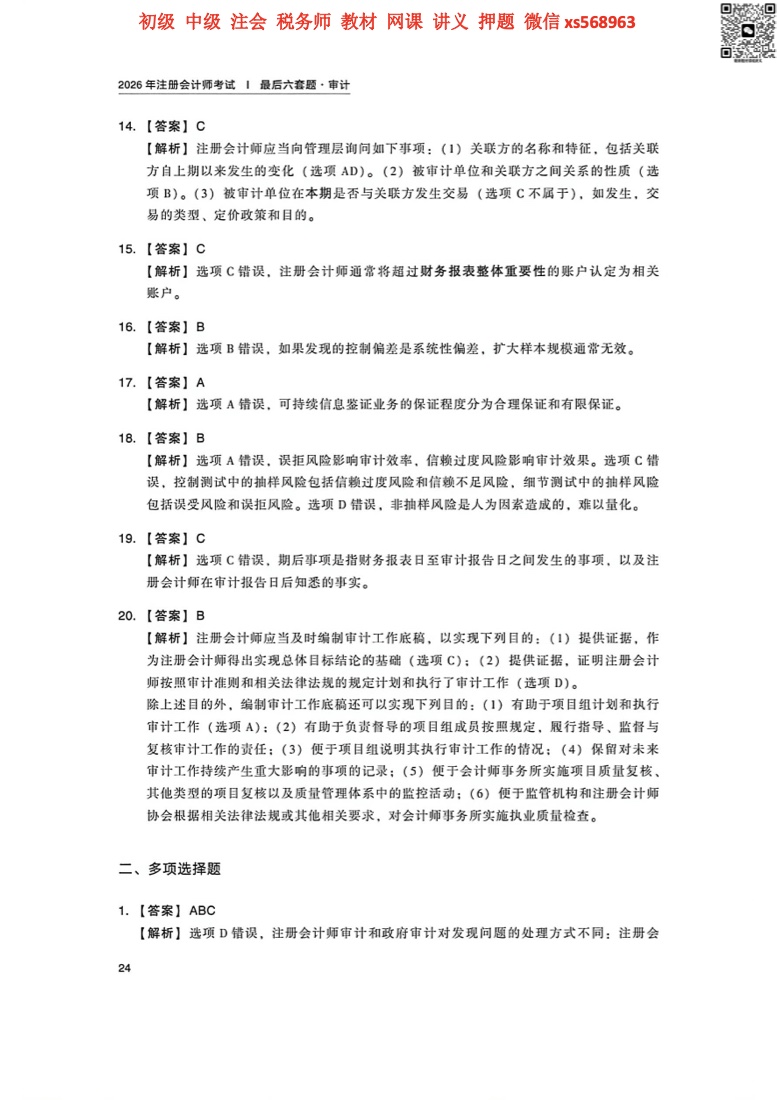 初级 中级 注会 税务师 教材 网课 讲义 押题 微信 xs568963
2026 年注册会计师考试 | 最后六套题·审计
14. 【答案】C
【解析】注册会计师应当向管理层询问如下事项：(1) 关联方的名称和特征，包括关联
方自上期以来发生的变化（选项 AD）。(2) 被审计单位和关联方之间关系的性质（选
项 B）。(3) 被审计单位在本期是否与关联方发生交易（选项 C 不属于），如发生，交
易的类型、定价政策和目的。
15. 【答案】C
【解析】选项 C 错误，注册会计师通常将超过财务报表整体重要性的账户认定为相关
账户。
16. 【答案】B
【解析】选项 B 错误，如果发现的控制偏差是系统性偏差，扩大样本规模通常无效。
17. 【答案】A
【解析】选项 A 错误，可持续信息鉴证业务的保证程度分为合理保证和有限保证。
18. 【答案】B
【解析】选项 A 错误，误拒风险影响审计效率，信赖过度风险影响审计效果。选项 C 错
误，控制测试中的抽样风险包括信赖过度风险和信赖不足风险，细节测试中的抽样风险
包括误受风险和误拒风险。选项 D 错误，非抽样风险是人为因素造成的，难以量化。
19. 【答案】C
【解析】选项 C 错误，期后事项是指财务报表日至审计报告日之间发生的事项，以及注
册会计师在审计报告日后知悉的事实。
20. 【答案】B
【解析】注册会计师应当及时编制审计工作底稿，以实现下列目的：(1) 提供证据，作
为注册会计师得出实现总体目标结论的基础（选项 C）；(2) 提供证据，证明注册会计
师按照审计准则和相关法律法规的规定计划和执行了审计工作（选项 D）。
除上述目的外，编制审计工作底稿还可以实现下列目的：(1) 有助于项目组计划和执行
审计工作（选项 A）；(2) 有助于负责督导的项目组成员按照规定，履行指导、监督与
复核审计工作的责任；(3) 便于项目组说明其执行审计工作的情况；(4) 保留对未来
审计工作持续产生重大影响的事项的记录；(5) 便于会计师事务所实施项目质量复核、
其他类型的项目复核以及质量管理体系中的监控活动；(6) 便于监管机构和注册会计师
协会根据相关法律法规或其他相关要求，对会计师事务所实施执业质量检查。
二、多项选择题
1. 【答案】ABC
【解析】选项 D 错误，注册会计师审计和政府审计对发现问题的处理方式不同：注册会
24